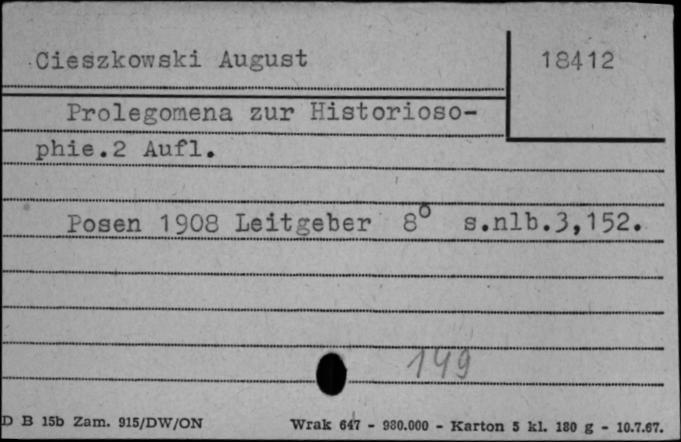 Cieszkowski August
18412
Prolegomena zur Historioso-
phie.2 Aufl.
Posen 1908 Leitgeber 8° s.nlb.3,152.
149
D B 15b Zam. 915/DW/ON Wrak 647 - 980.000 - Karton 5 kl. 180 g - 10.7.67.